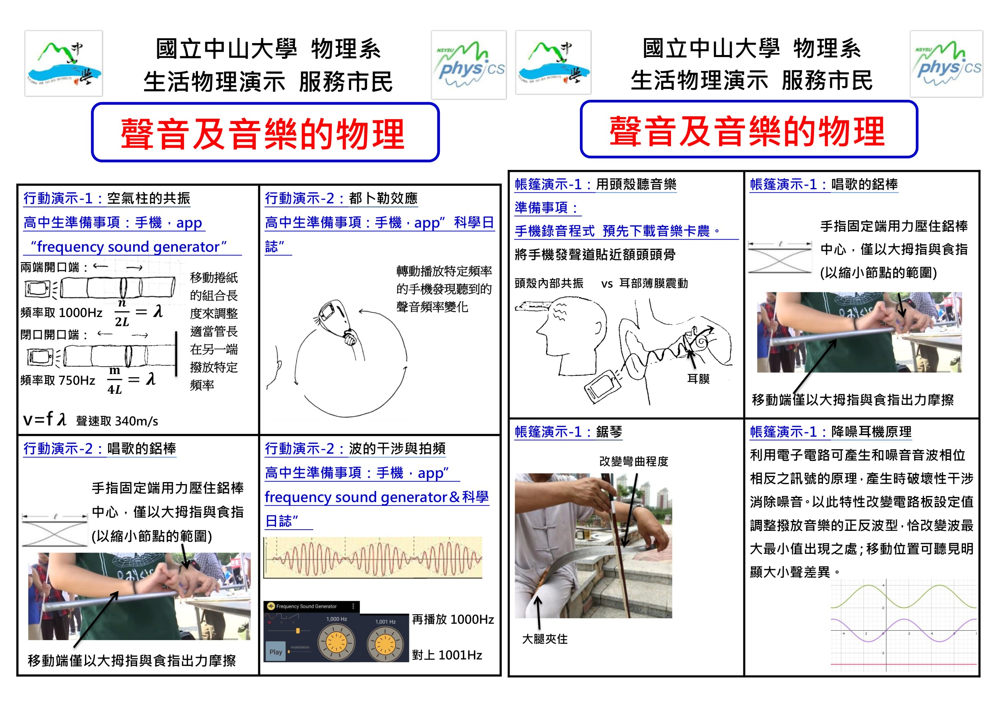 國立中山大學 物理系
生活物理演示 服務市民
NSYSU
physics
聲音及音樂的物理
行動演示-1：空氣柱的共振
高中生準備事項：手機，app
“frequency sound generator”
兩端開口端：
頻率取 1000Hz n/2L = λ
閉口開口端：
頻率取 750Hz m/4L = λ
移動捲紙
的組合長
度來調整
適當管長
在另一端
撥放特定
頻率
v=f λ 聲速取 340m/s
行動演示-2：都卜勒效應
高中生準備事項：手機，app” 科學日
誌”
轉動播放特定頻率
的手機發現聽到的
聲音頻率變化
行動演示-2：唱歌的鋁棒
手指固定端用力壓住鋁棒
中心，僅以大拇指與食指
(以縮小節點的範圍)
ℓ
移動端僅以大拇指與食指出力摩擦
行動演示-2：波的干涉與拍頻
高中生準備事項：手機，app”
frequency sound generator＆科學
日誌”
Frequency Sound Generator
1,000 Hz
1,001 Hz
modulation
Play
再播放 1000Hz
對上 1001Hz
國立中山大學 物理系
生活物理演示 服務市民
NSYSU
physics
聲音及音樂的物理
帳篷演示-1：用頭殼聽音樂
準備事項：
手機錄音程式 預先下載音樂卡農。
將手機發聲道貼近額頭頭骨
頭殼內部共振 vs 耳部薄膜震動
耳膜
帳篷演示-1：唱歌的鋁棒
手指固定端用力壓住鋁棒
中心，僅以大拇指與食指
(以縮小節點的範圍)
ℓ
移動端僅以大拇指與食指出力摩擦
帳篷演示-1：鋸琴
改變彎曲程度
大腿夾住
帳篷演示-1：降噪耳機原理
利用電子電路可產生和噪音音波相位
相反之訊號的原理，產生時破壞性干涉
消除噪音。以此特性改變電路板設定值
調整撥放音樂的正反波型，恰改變波最
大最小值出現之處；移動位置可聽見明
顯大小聲差異。
4
2
4 2 0 2 4 6
2